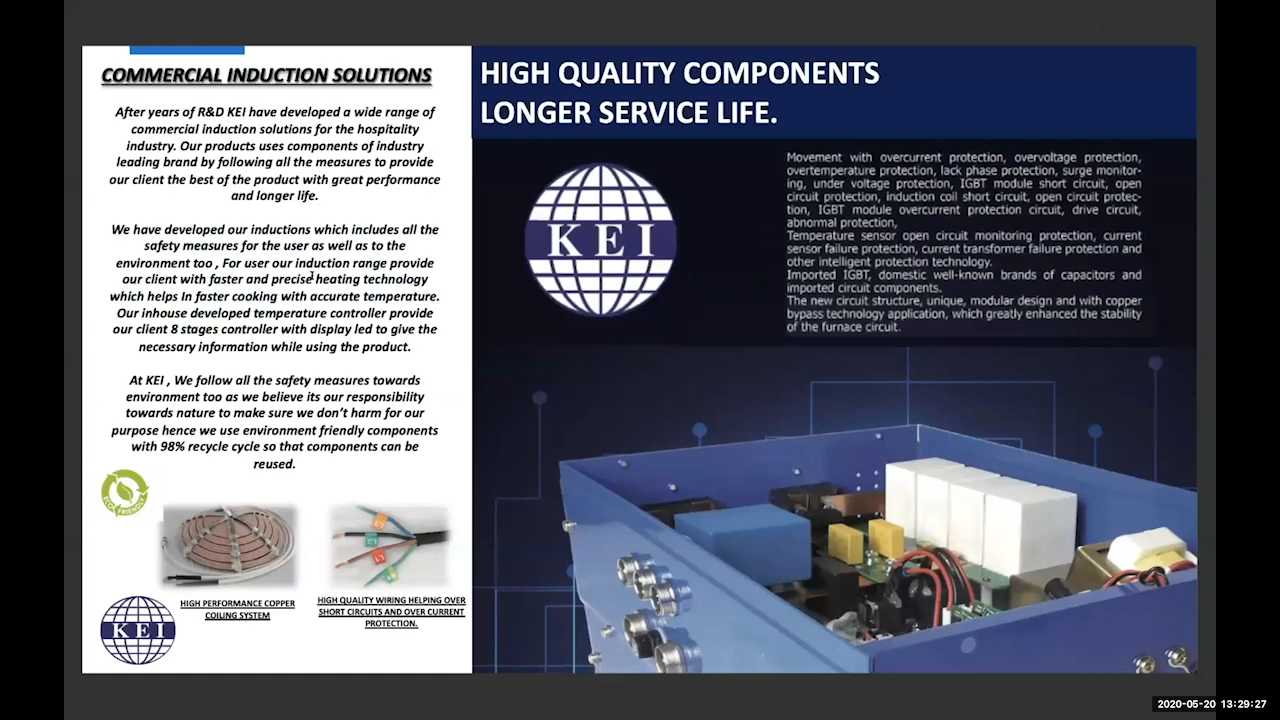 COMMERCIAL INDUCTION SOLUTIONS
After years of R&D KEI have developed a wide range of
commercial induction solutions for the hospitality
industry. Our products uses components of industry
leading brand by following all the measures to provide
our client the best of the product with great performance
and longer life.
We have developed our inductions which includes all the
safety measures for the user as well as to the
environment too , For user our induction range provide
our client with faster and precise heating technology
which helps In faster cooking with accurate temperature.
Our inhouse developed temperature controller provide
our client 8 stages controller with display led to give the
necessary information while using the product.
At KEI , We follow all the safety measures towards
environment too as we believe its our responsibility
towards nature to make sure we don't harm for our
purpose hence we use environment friendly components
with 98% recycle cycle so that components can be
reused.
ECO FRIENDLY
HIGH PERFORMANCE COPPER
COILING SYSTEM
HIGH QUALITY WIRING HELPING OVER
SHORT CIRCUITS AND OVER CURRENT
PROTECTION.
KEI
HIGH QUALITY COMPONENTS
LONGER SERVICE LIFE.
KEI
Movement with overcurrent protection, overvoltage protection,
overtemperature protection, lack phase protection, surge monitor-
ing, under voltage protection, IGBT module short circuit, open
circuit protection, induction coil short circuit, open circuit protec-
tion, IGBT module overcurrent protection circuit, drive circuit,
abnormal protection,
Temperature sensor open circuit monitoring protection, current
sensor failure protection, current transformer failure protection and
other intelligent protection technology.
Imported IGBT, domestic well-known brands of capacitors and
imported circuit components.
The new circuit structure, unique, modular design and with copper
bypass technology application, which greatly enhanced the stability
of the furnace circuit.
2020-05-20 13:29:27